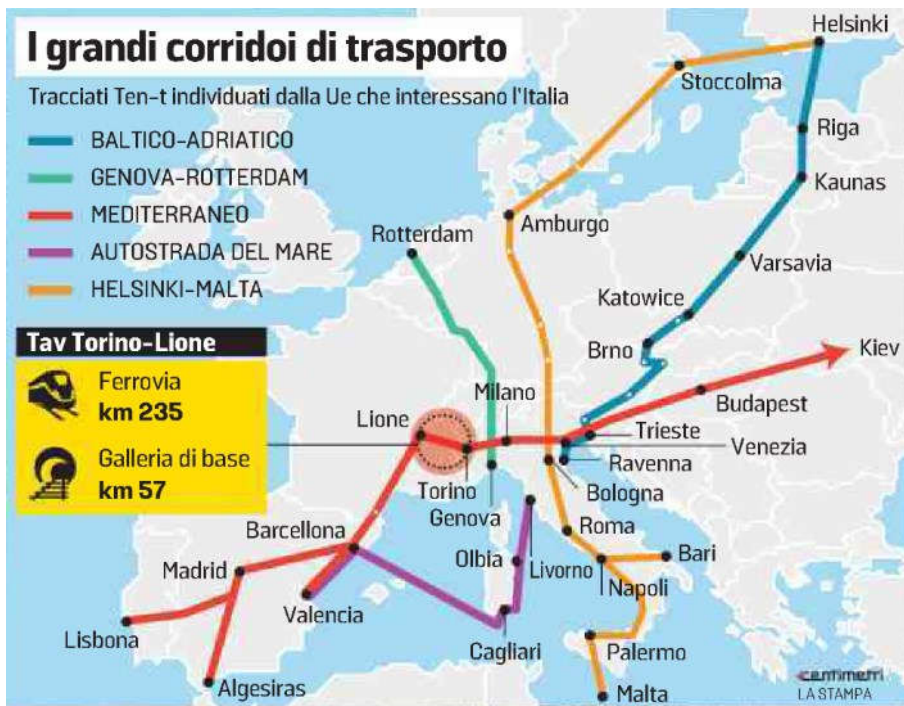 I grandi corridoi di trasporto
Tracciati Ten-t individuati dalla Ue che interessano l'Italia
BALTICO-ADRIATICO
GENOVA-ROTTERDAM
MEDITERRANEO
AUTOSTRADA DEL MARE
HELSINKI-MALTA
Tav Torino-Lione
Ferrovia
km 235
Galleria di base
km 57
Helsinki
Stoccolma
Riga
Kaunas
Amburgo
Rotterdam
Varsavia
Katowice
Brno
Kiev
Milano
Budapest
Lione
Trieste
Venezia
Torino
Ravenna
Genova
Bologna
Barcellona
Roma
Madrid
Olbia
Livorno
Bari
Valencia
Napoli
Lisbona
Cagliari
Palermo
Algesiras
Malta
centimetri
LA STAMPA